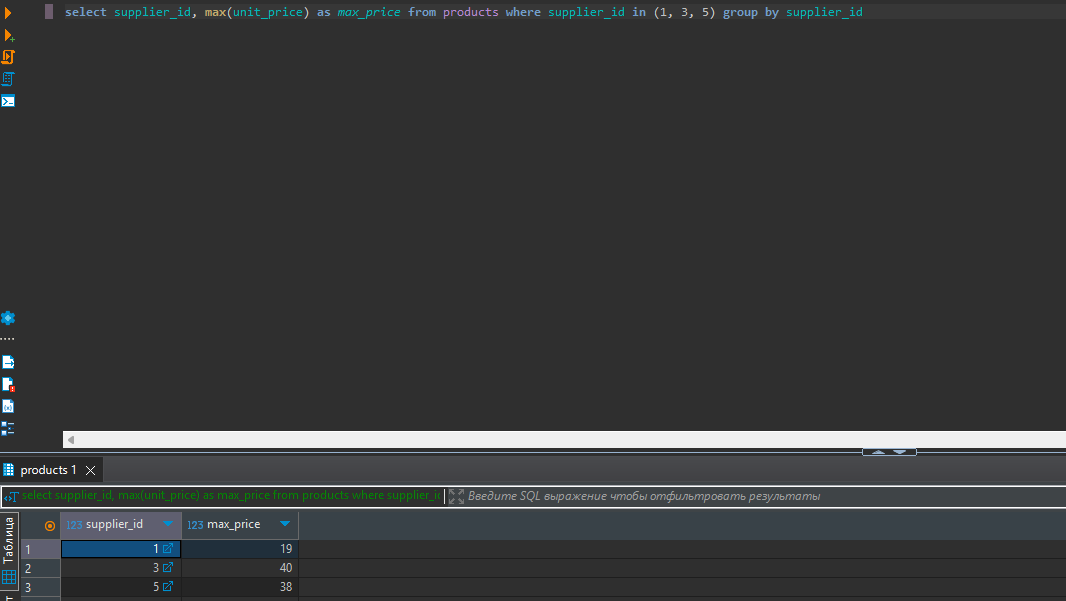 select supplier_id, max(unit_price) as max_price from products where supplier_id in (1, 3, 5) group by supplier_id
products 1
select supplier_id, max(unit_price) as max_price from products where supplier_ic
Введите SQL выражение чтобы отфильтровать результаты
Таблица
123 supplier_id 123 max_price
1 1 19
2 3 40
3 5 38